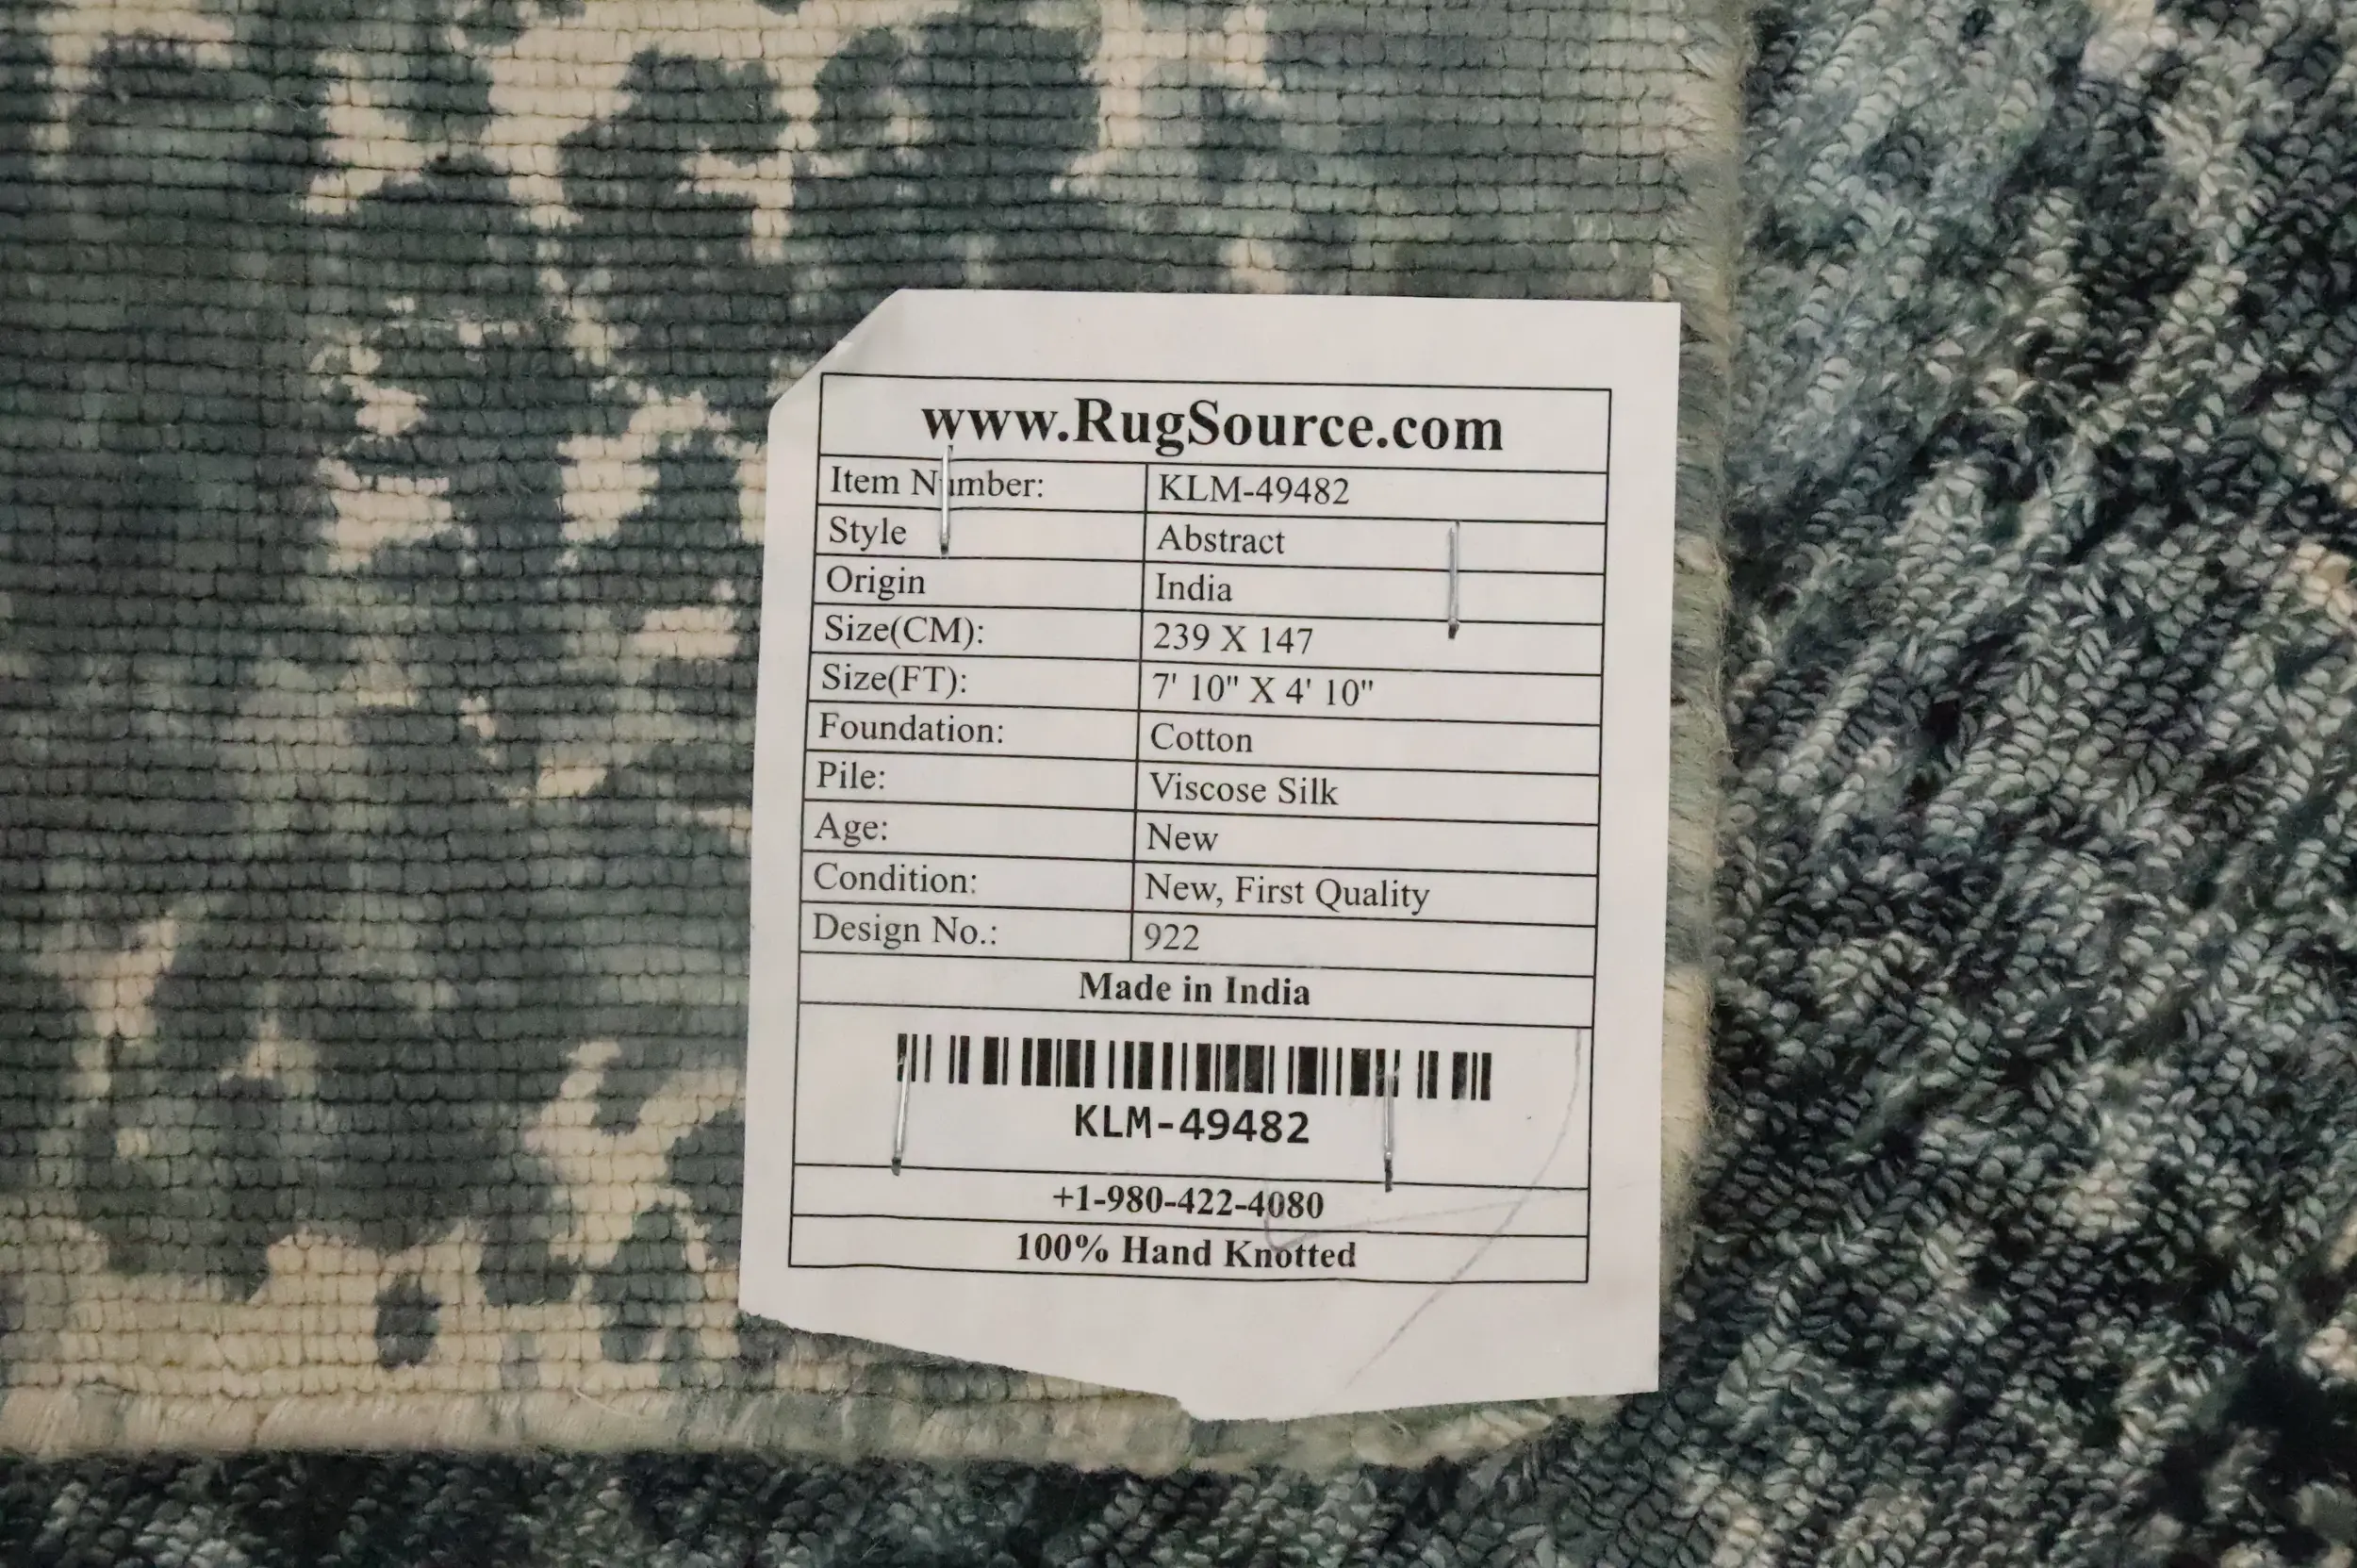 www.RugSource.com
Item Number: KLM-49482
Style Abstract
Origin India
Size(CM): 239 X 147
Size(FT): 7' 10" X 4' 10"
Foundation: Cotton
Pile: Viscose Silk
Age: New
Condition: New, First Quality
Design No.: 922
Made in India
KLM-49482
+1-980-422-4080
100% Hand Knotted